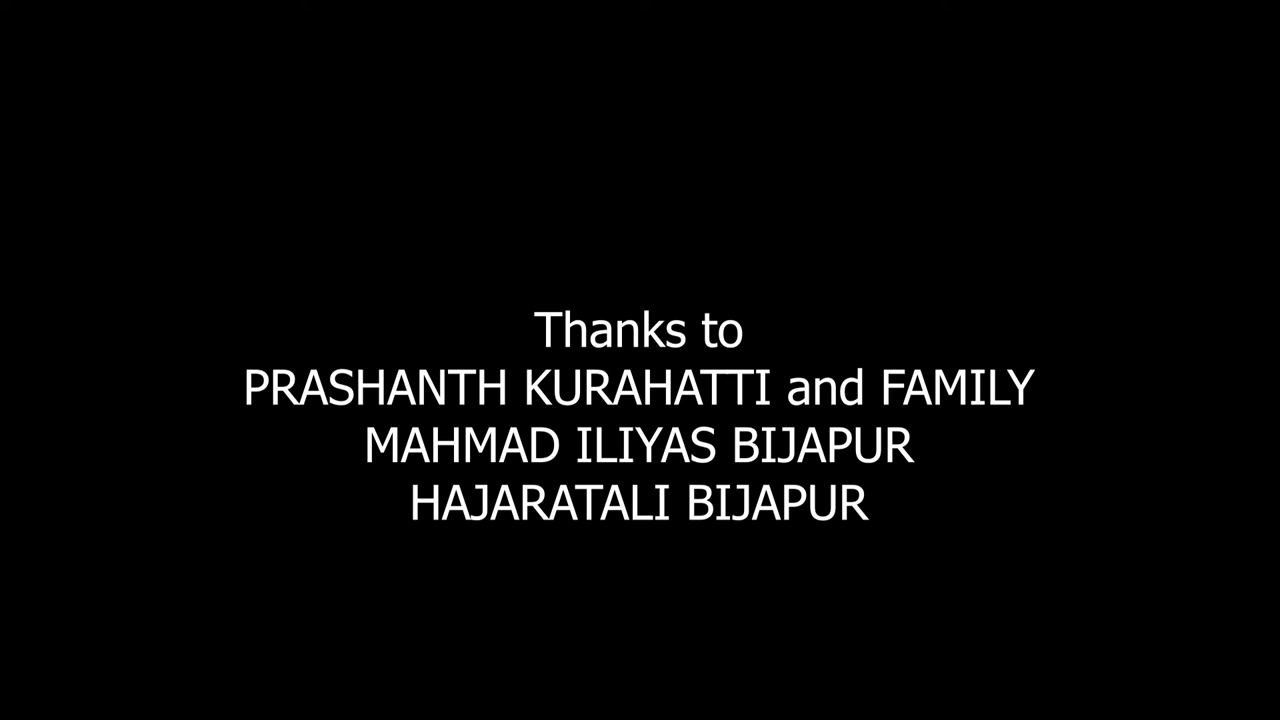 Thanks to
PRASHANTH KURAHATTI and FAMILY
MAHMAD ILIYAS BIJAPUR
HAJARATALI BIJAPUR